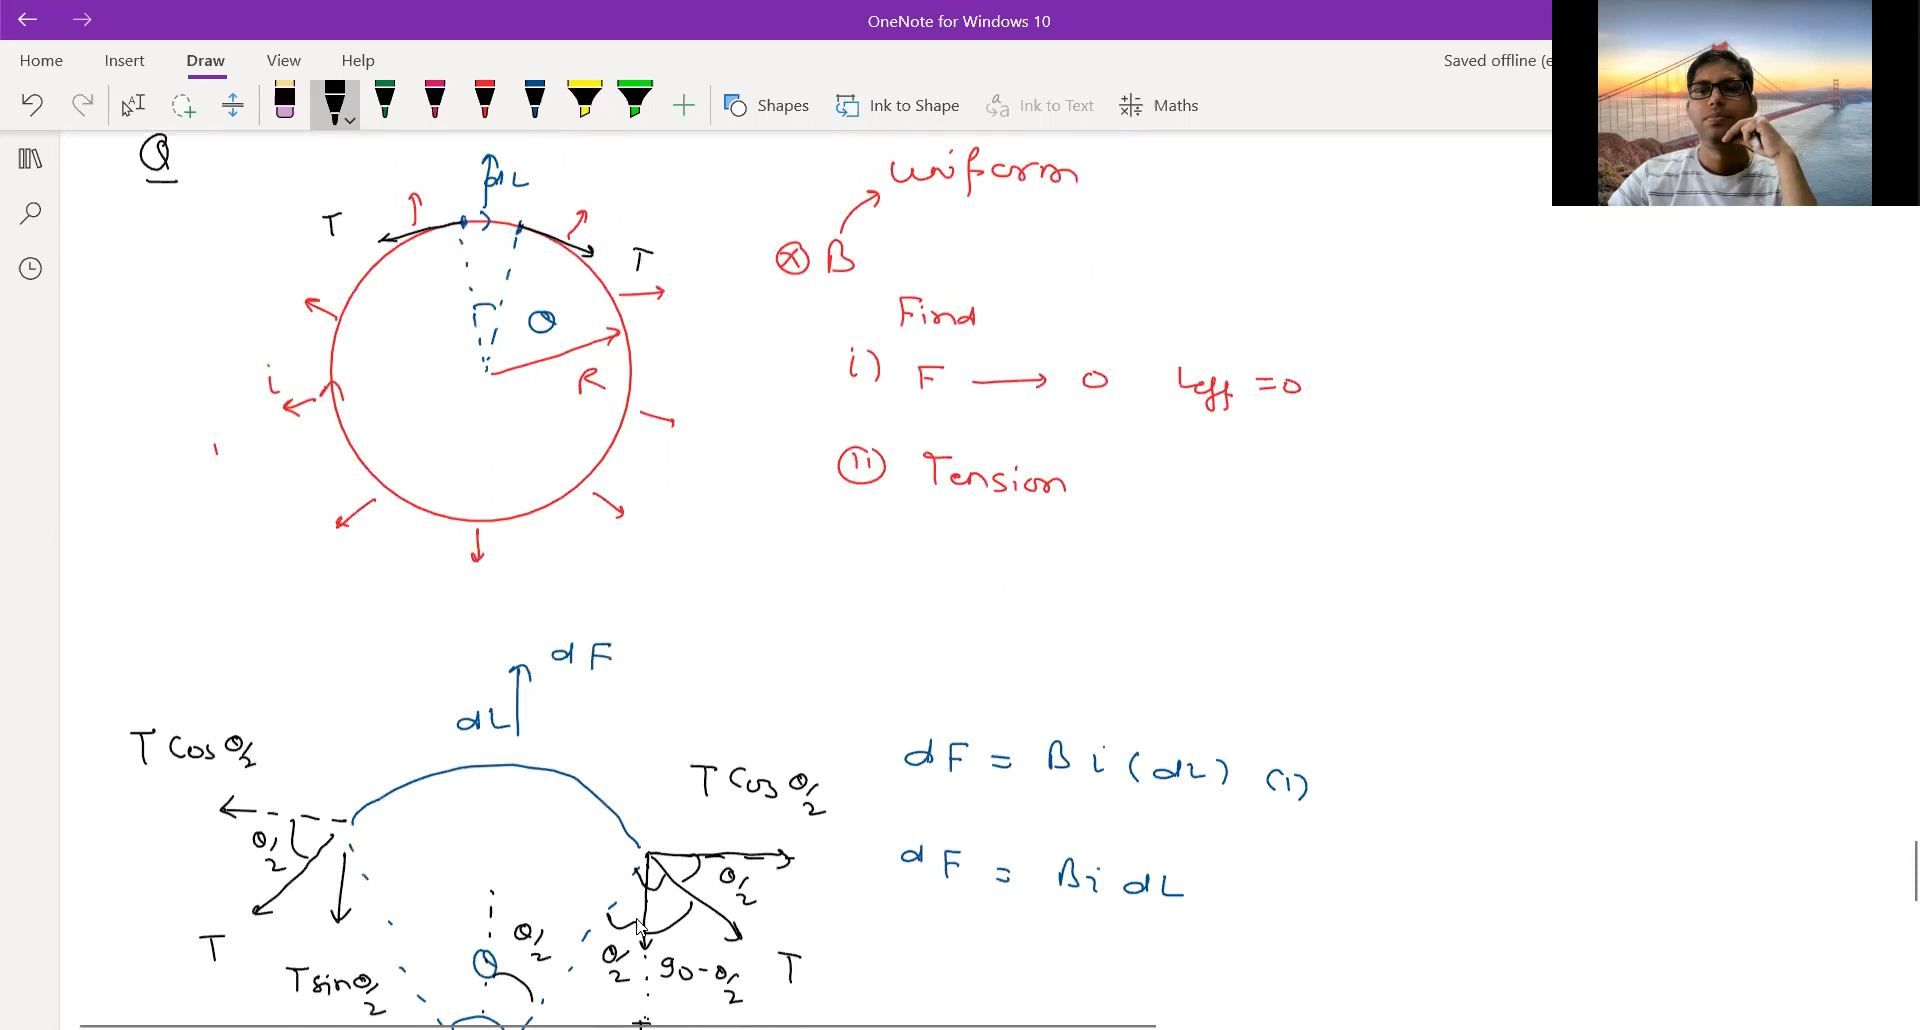 OneNote for Windows 10
Home Insert Draw View Help
Saved offline (e
Shapes Ink to Shape Ink to Text Maths
Q
dL
uniform
T
T
B
θ
Find
i) F → 0 Leff = 0
i
R
(ii) Tension
dF
dL
T cos θ/2
dF = B i (dL) (1)
T cos θ/2
θ/2
θ/2
dF = Bi dL
T
θ/2
θ
θ/2
90-θ/2
T
T sin θ/2